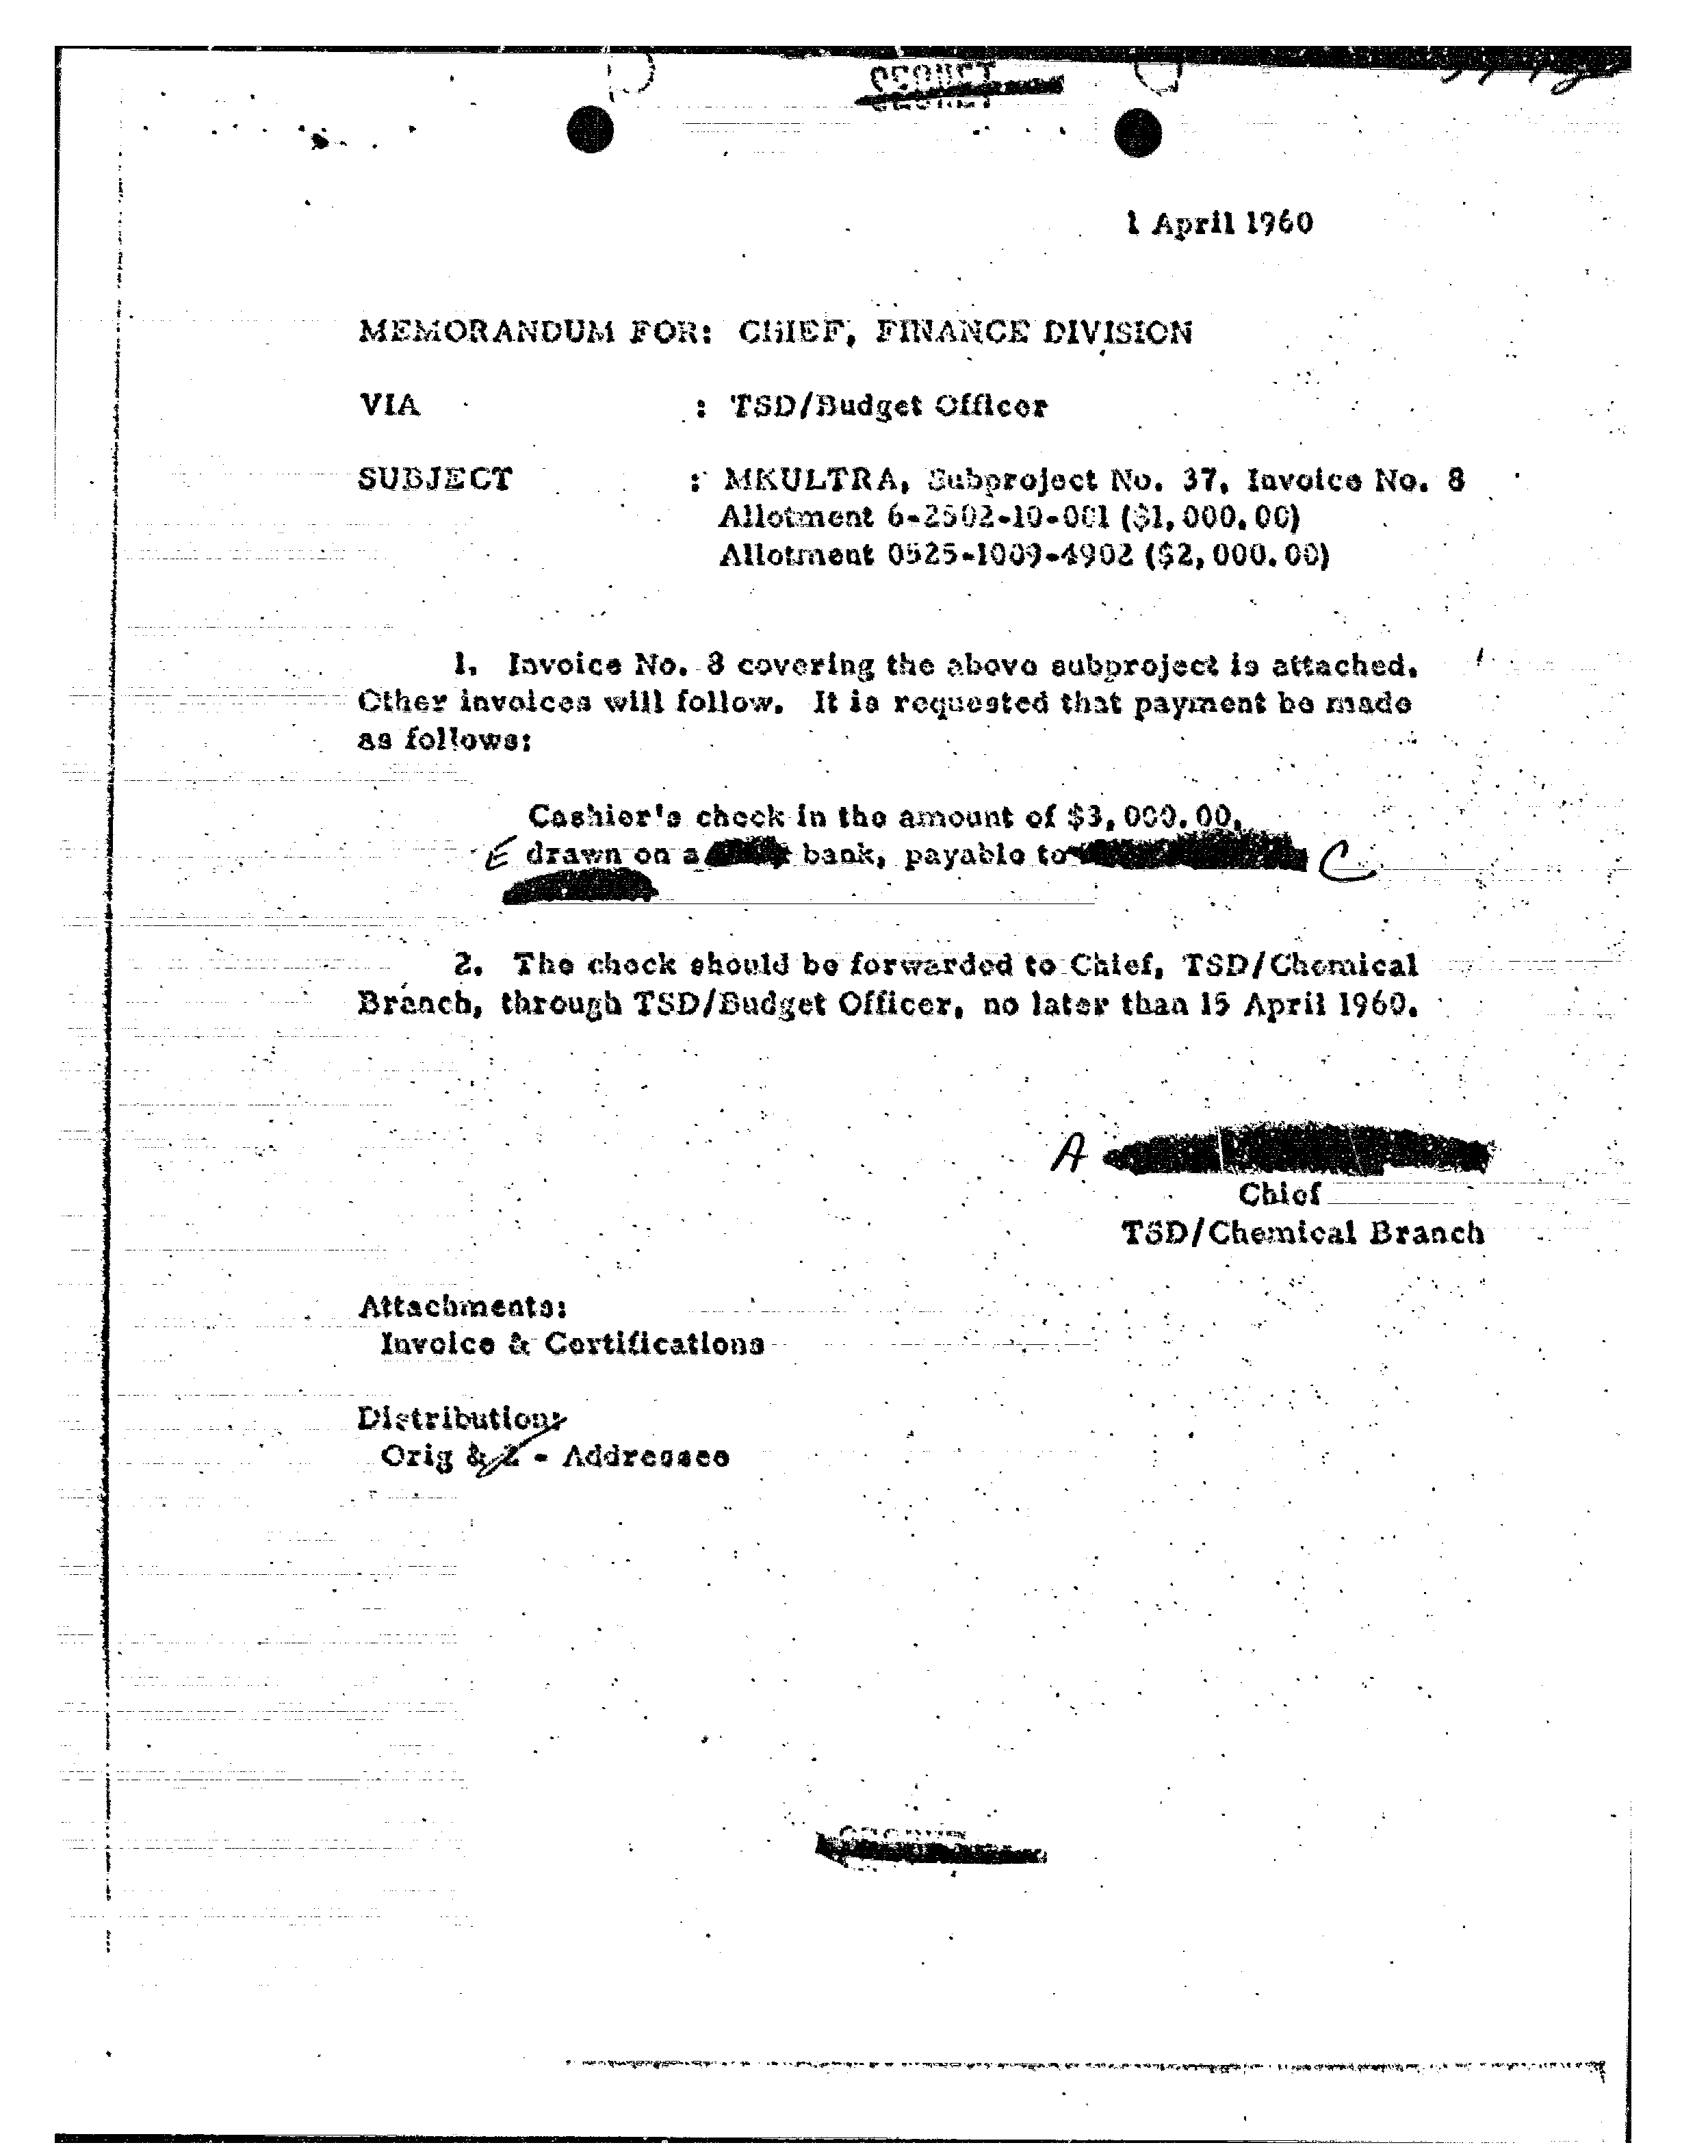 SECRET
1 April 1960
MEMORANDUM FOR: CHIEF, FINANCE DIVISION
VIA : TSD/Budget Officer
SUBJECT : MKULTRA, Subproject No. 37, Invoice No. 8
Allotment 6-2502-10-001 ($1,000.00)
Allotment 0525-1009-4902 ($2,000.00)
1. Invoice No. 8 covering the above subproject is attached.
Other invoices will follow. It is requested that payment be made
as follows:
Cashier's check in the amount of $3,000.00,
E drawn on a bank, payable to C
2. The check should be forwarded to Chief, TSD/Chemical
Branch, through TSD/Budget Officer, no later than 15 April 1960.
A
Chief
TSD/Chemical Branch
Attachments:
Invoice & Certifications
Distribution:
Orig & 2 - Addressee